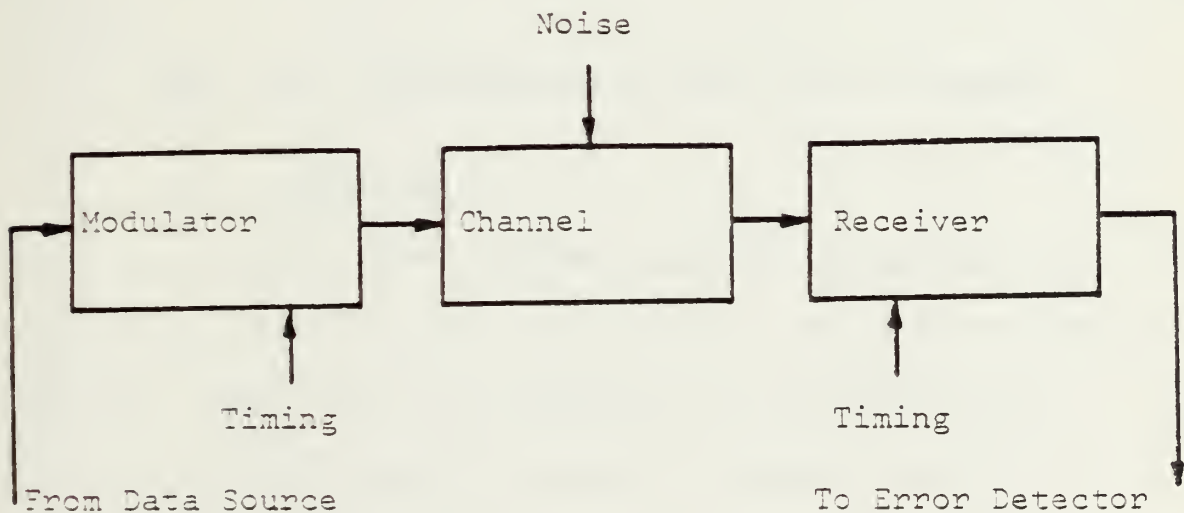 Noise
Modulator
Channel
Receiver
Timing
Timing
From Data Source
To Error Detector